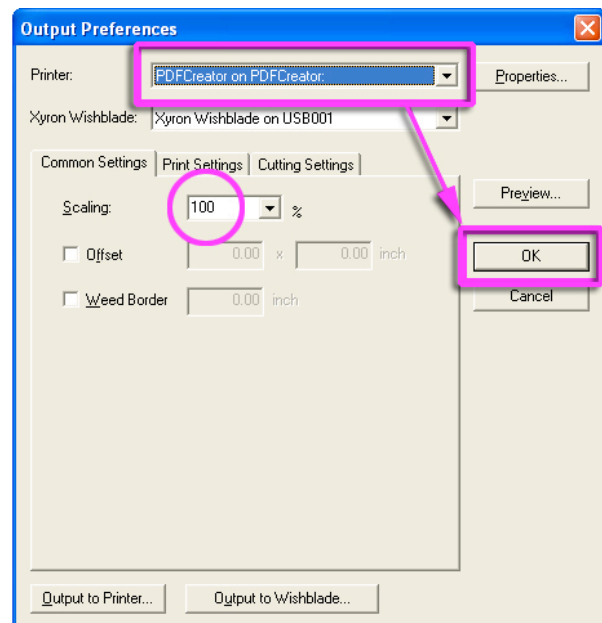 Output Preferences
Printer: PDFCreator on PDFCreator: Properties...
Xyron Wishblade: Xyron Wishblade on USB001
Common Settings Print Settings Cutting Settings
Scaling: 100 % Preview...
Offset 0.00 x 0.00 inch OK
Weed Border 0.00 inch Cancel
Output to Printer... Output to Wishblade...